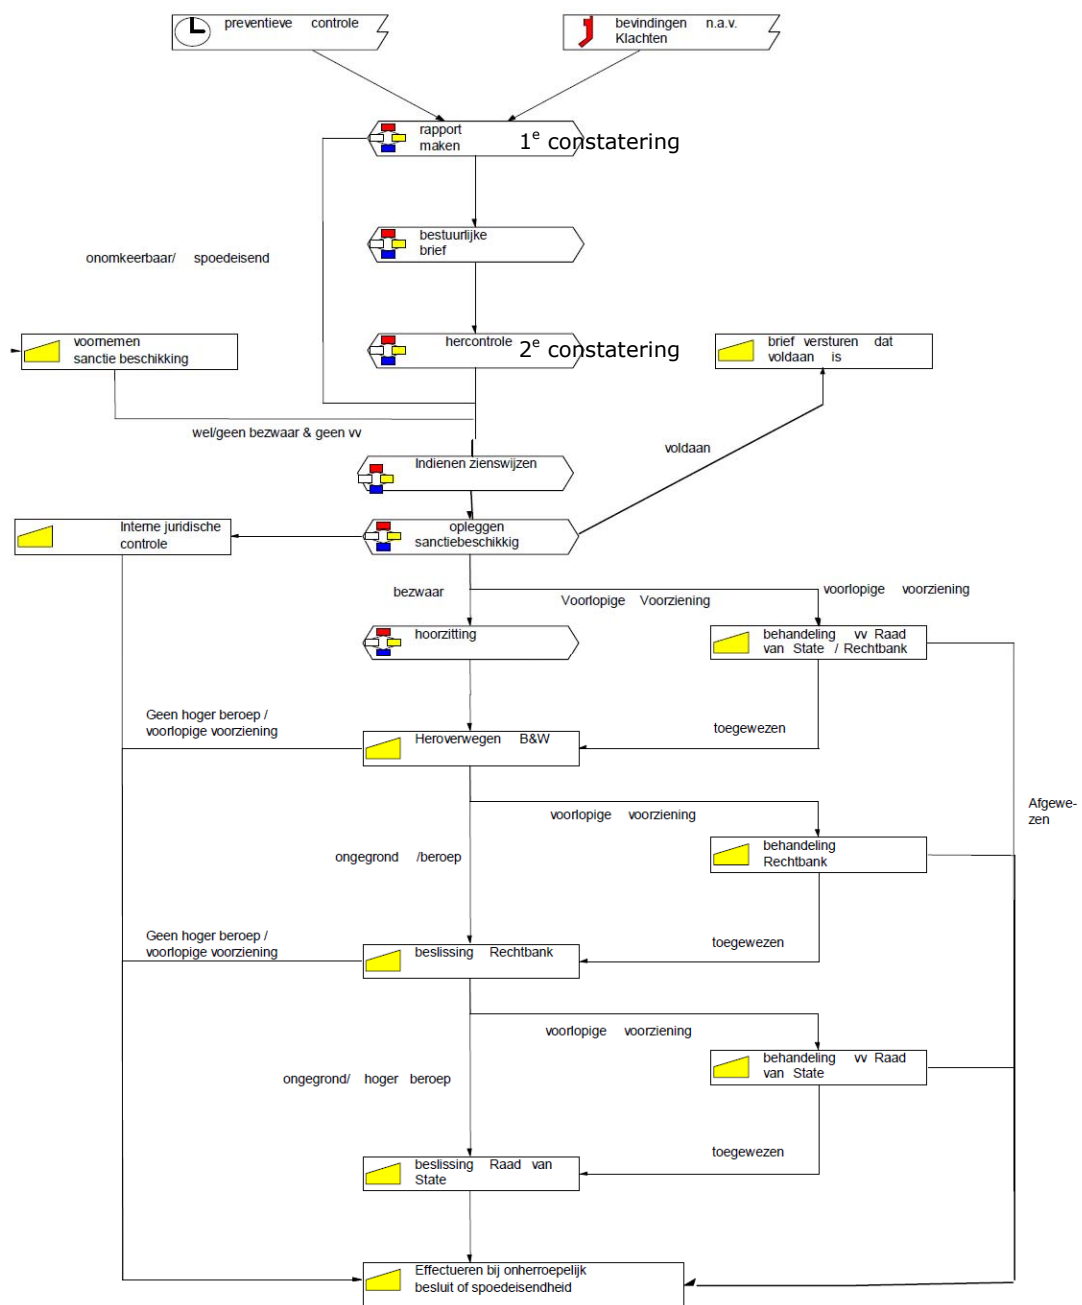 preventieve controle
bevindingen n.a.v.
Klachten
rapport
maken
1e constatering
bestuurlijke
brief
onomkeerbaar/ spoedeisend
voornemen
sanctie beschikking
hercontrole
2e constatering
brief versturen dat
voldaan is
wel/geen bezwaar & geen vv
voldaan
Indienen zienswijzen
Interne juridische
controle
opleggen
sanctiebeschikkig
bezwaar
Voorlopige Voorziening
voorlopige voorziening
hoorzitting
behandeling vv Raad
van State / Rechtbank
Geen hoger beroep /
voorlopige voorziening
Heroverwegen B&W
toegewezen
voorlopige voorziening
Afgewe-
zen
ongegrond /beroep
behandeling
Rechtbank
Geen hoger beroep /
voorlopige voorziening
beslissing Rechtbank
toegewezen
voorlopige voorziening
behandeling vv Raad
van State
ongegrond/ hoger beroep
toegewezen
beslissing Raad van
State
Effectueren bij onherroepelijk
besluit of spoedeisendheid